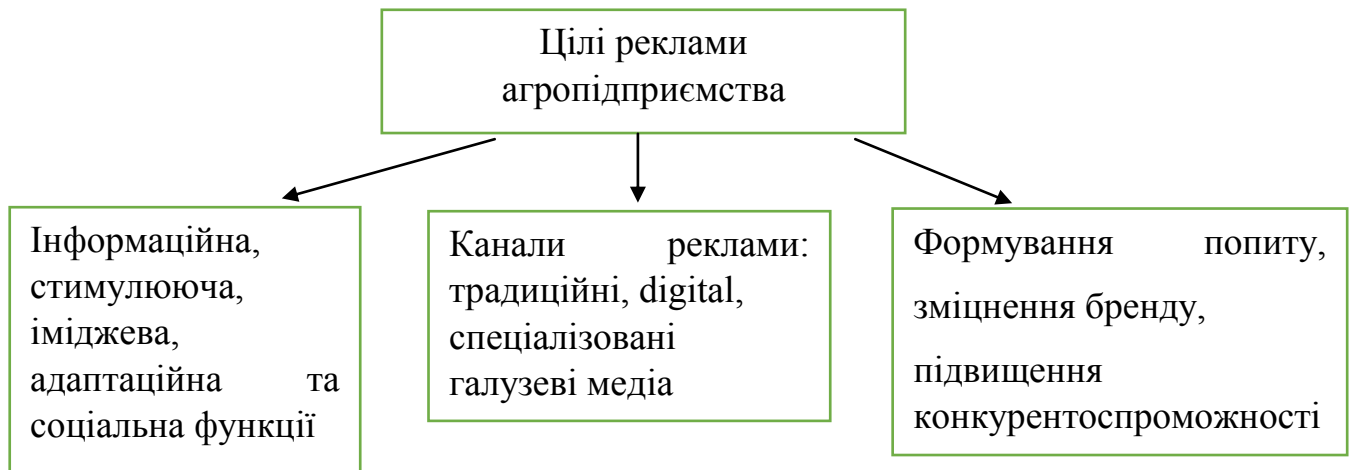 Цілі реклами
агропідприємства
Інформаційна,
стимулююча,
іміджева,
адаптаційна та
соціальна функції
Канали реклами:
традиційні, digital,
спеціалізовані
галузеві медіа
Формування попиту,
зміцнення бренду,
підвищення
конкурентоспроможності